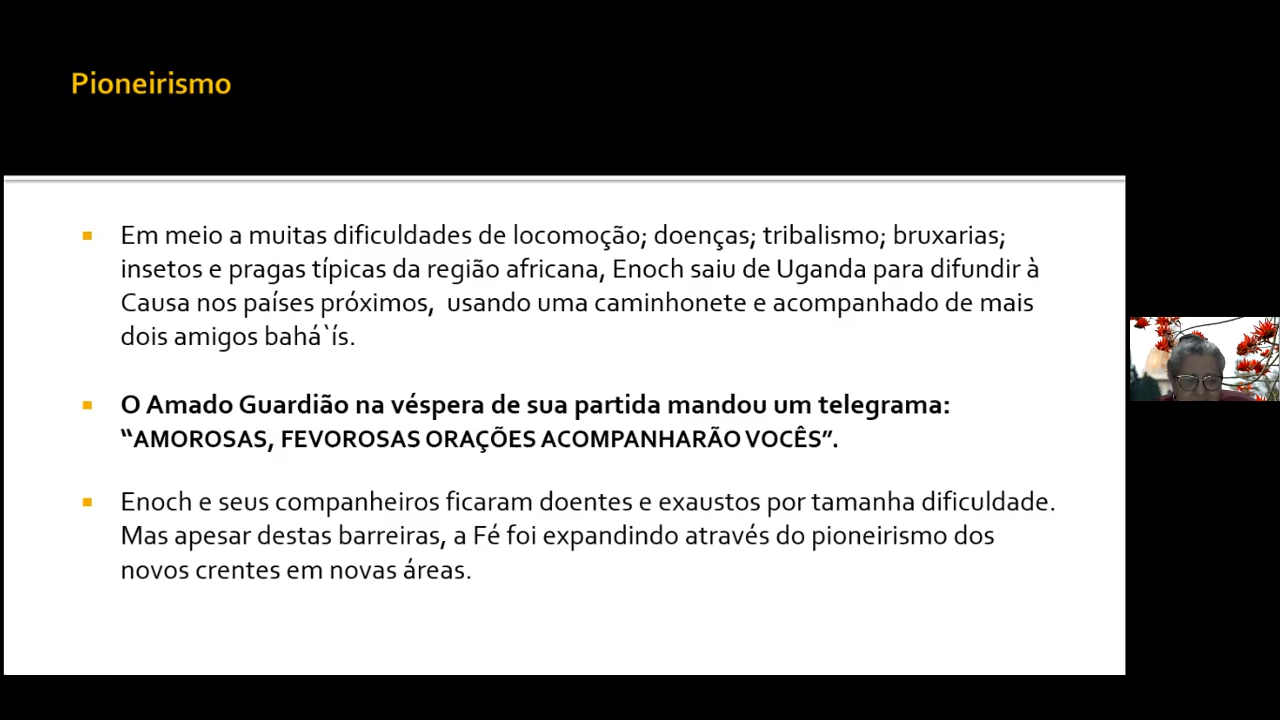 Pioneirismo
Em meio a muitas dificuldades de locomoção; doenças; tribalismo; bruxarias;
insetos e pragas típicas da região africana, Enoch saiu de Uganda para difundir à
Causa nos países próximos, usando uma caminhonete e acompanhado de mais
dois amigos bahá`ís.
O Amado Guardião na véspera de sua partida mandou um telegrama:
“AMOROSAS, FEVOROSAS ORAÇÕES ACOMPANHARÃO VOCÊS”.
Enoch e seus companheiros ficaram doentes e exaustos por tamanha dificuldade.
Mas apesar destas barreiras, a Fé foi expandindo através do pioneirismo dos
novos crentes em novas áreas.